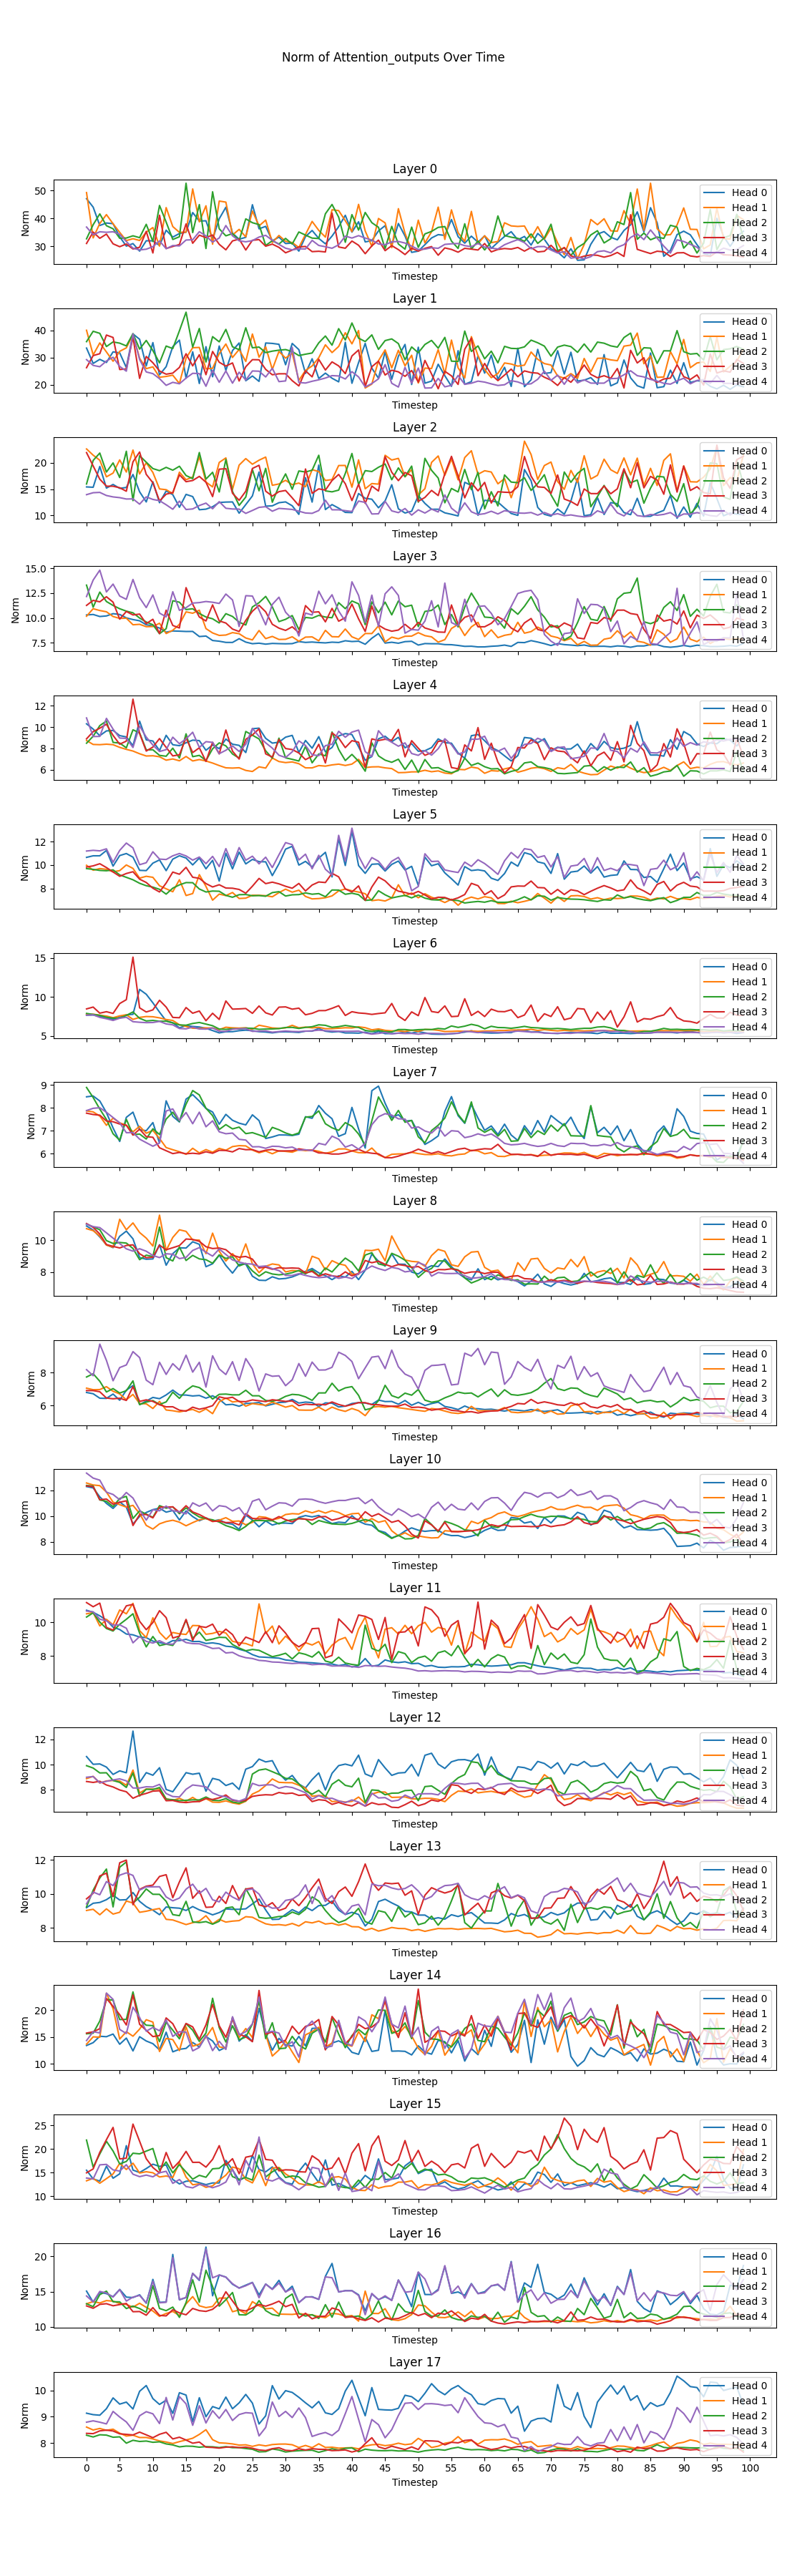 Norm of Attention_outputs Over Time
Layer 0
50
40
30
Norm
Timestep
Head 0
Head 1
Head 2
Head 3
Head 4
Layer 1
40
30
20
Norm
Timestep
Head 0
Head 1
Head 2
Head 3
Head 4
Layer 2
20
15
10
Norm
Timestep
Head 0
Head 1
Head 2
Head 3
Head 4
Layer 3
15.0
12.5
10.0
7.5
Norm
Timestep
Head 0
Head 1
Head 2
Head 3
Head 4
Layer 4
12
10
8
6
Norm
Timestep
Head 0
Head 1
Head 2
Head 3
Head 4
Layer 5
12
10
8
Norm
Timestep
Head 0
Head 1
Head 2
Head 3
Head 4
Layer 6
15
10
5
Norm
Timestep
Head 0
Head 1
Head 2
Head 3
Head 4
Layer 7
9
8
7
6
Norm
Timestep
Head 0
Head 1
Head 2
Head 3
Head 4
Layer 8
10
8
Norm
Timestep
Head 0
Head 1
Head 2
Head 3
Head 4
Layer 9
8
6
Norm
Timestep
Head 0
Head 1
Head 2
Head 3
Head 4
Layer 10
12
10
8
Norm
Timestep
Head 0
Head 1
Head 2
Head 3
Head 4
Layer 11
10
8
Norm
Timestep
Head 0
Head 1
Head 2
Head 3
Head 4
Layer 12
12
10
8
Norm
Timestep
Head 0
Head 1
Head 2
Head 3
Head 4
Layer 13
12
10
8
Norm
Timestep
Head 0
Head 1
Head 2
Head 3
Head 4
Layer 14
20
15
10
Norm
Timestep
Head 0
Head 1
Head 2
Head 3
Head 4
Layer 15
25
20
15
10
Norm
Timestep
Head 0
Head 1
Head 2
Head 3
Head 4
Layer 16
20
15
10
Norm
Timestep
Head 0
Head 1
Head 2
Head 3
Head 4
Layer 17
10
9
8
Norm
Head 0
Head 1
Head 2
Head 3
Head 4
0 5 10 15 20 25 30 35 40 45 50 55 60 65 70 75 80 85 90 95 100
Timestep